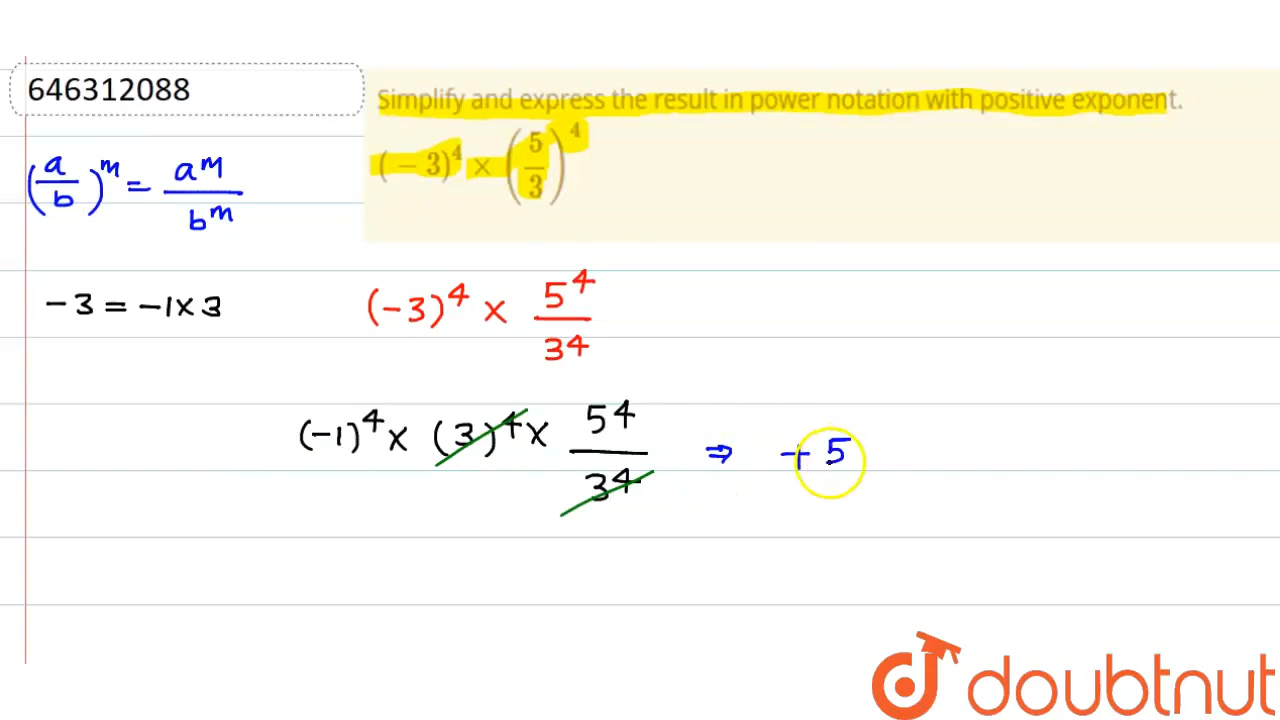 646312088
Simplify and express the result in power notation with positive exponent.
(−3)⁴ × (5/3)⁴
(a/b)ᵐ = aᵐ/bᵐ
-3 = -1×3
(-3)⁴ × 5⁴/3⁴
(-1)⁴ × (3)⁴ × 5⁴/3⁴ ⇒ +5
doubtnut